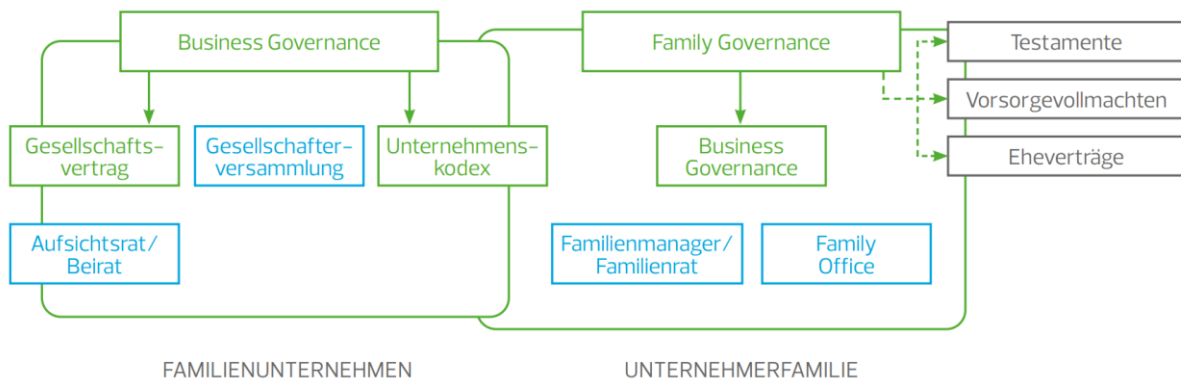 Business Governance
Family Governance
Testamente
Vorsorgevollmachten
Eheverträge
Gesellschafts-
vertrag
Gesellschafter-
versammlung
Unternehmens-
kodex
Business
Governance
Aufsichtsrat/
Beirat
Familienmanager/
Familienrat
Family
Office
FAMILIENUNTERNEHMEN
UNTERNEHMERFAMILIE